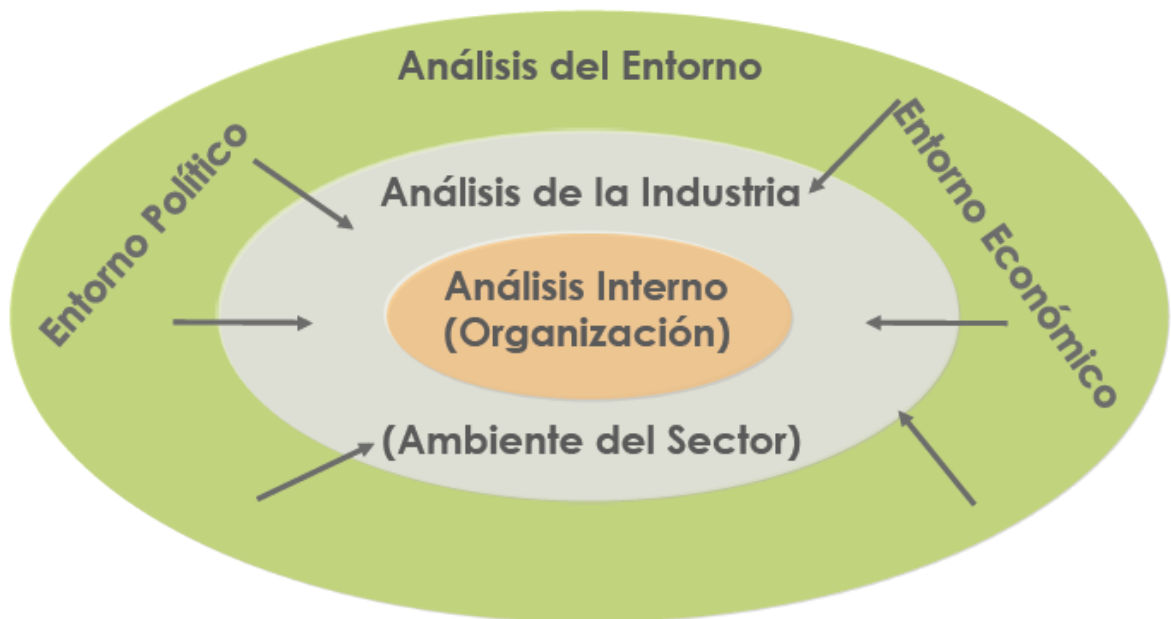 Análisis del Entorno
Entorno Político
Entorno Económico
Análisis de la Industria
Análisis Interno
(Organización)
(Ambiente del Sector)